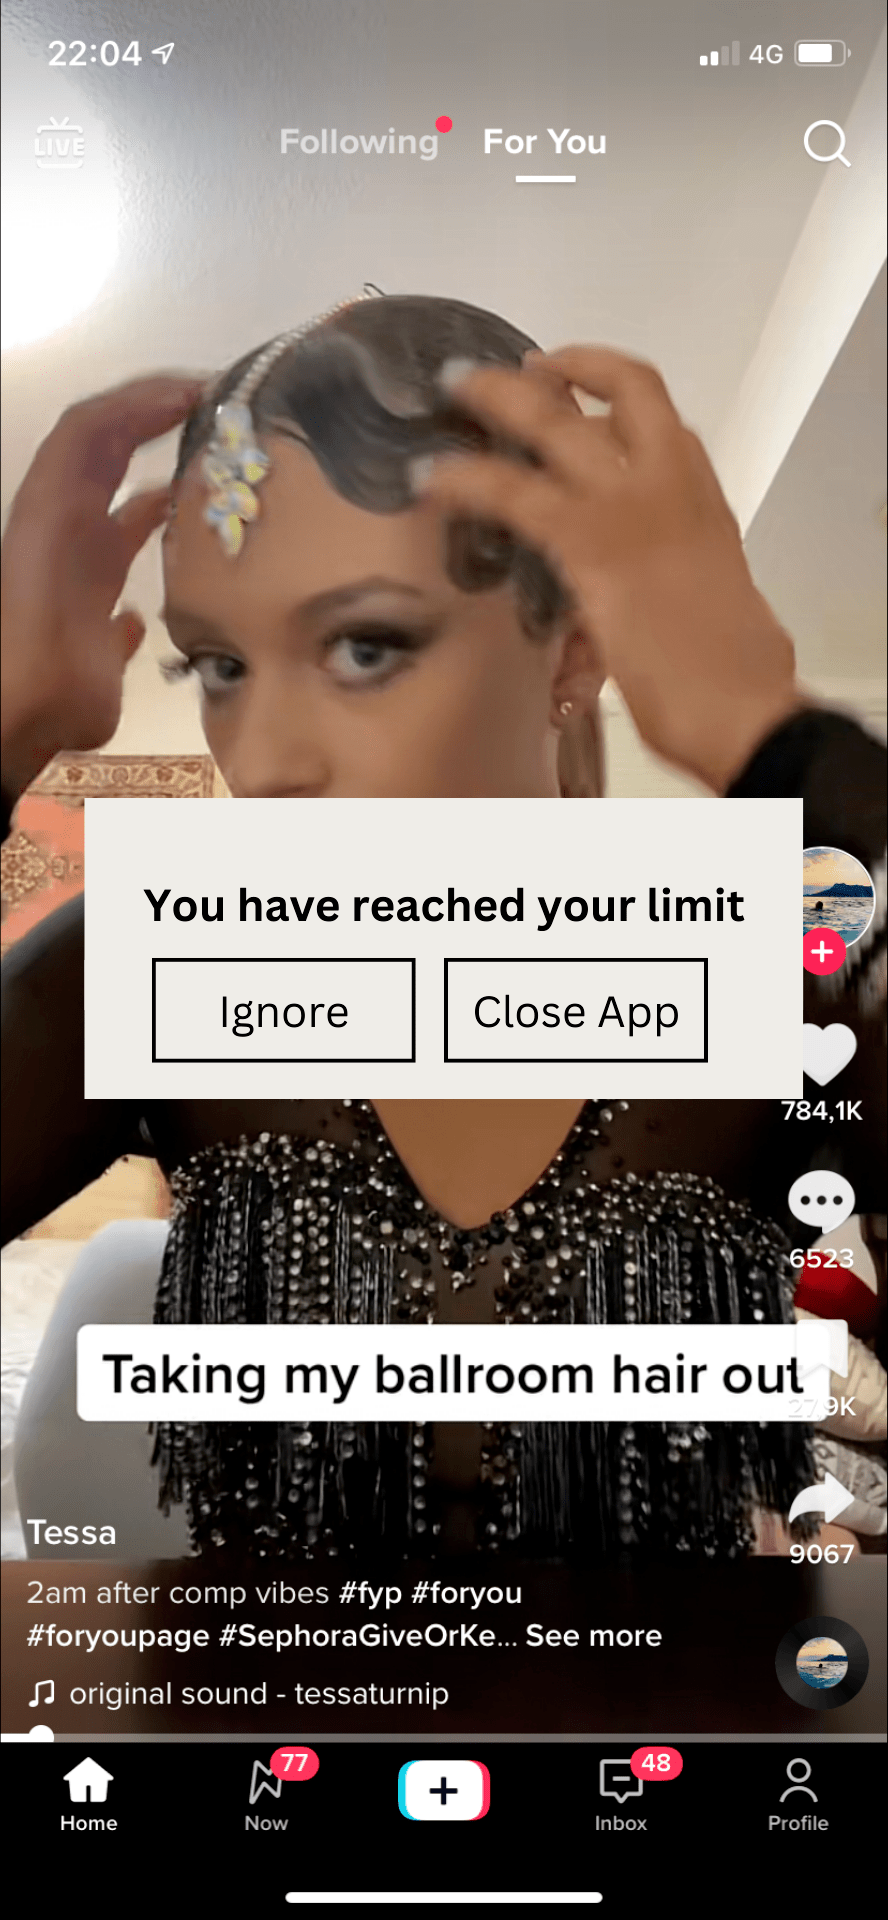 22:04
4G
LIVE
Following
For You
You have reached your limit
Ignore
Close App
784,1K
6523
Taking my ballroom hair out
27,9K
9067
Tessa
2am after comp vibes #fyp #foryou
#foryoupage #SephoraGiveOrKe... See more
original sound - tessaturnip
77
48
Home
Now
Inbox
Profile